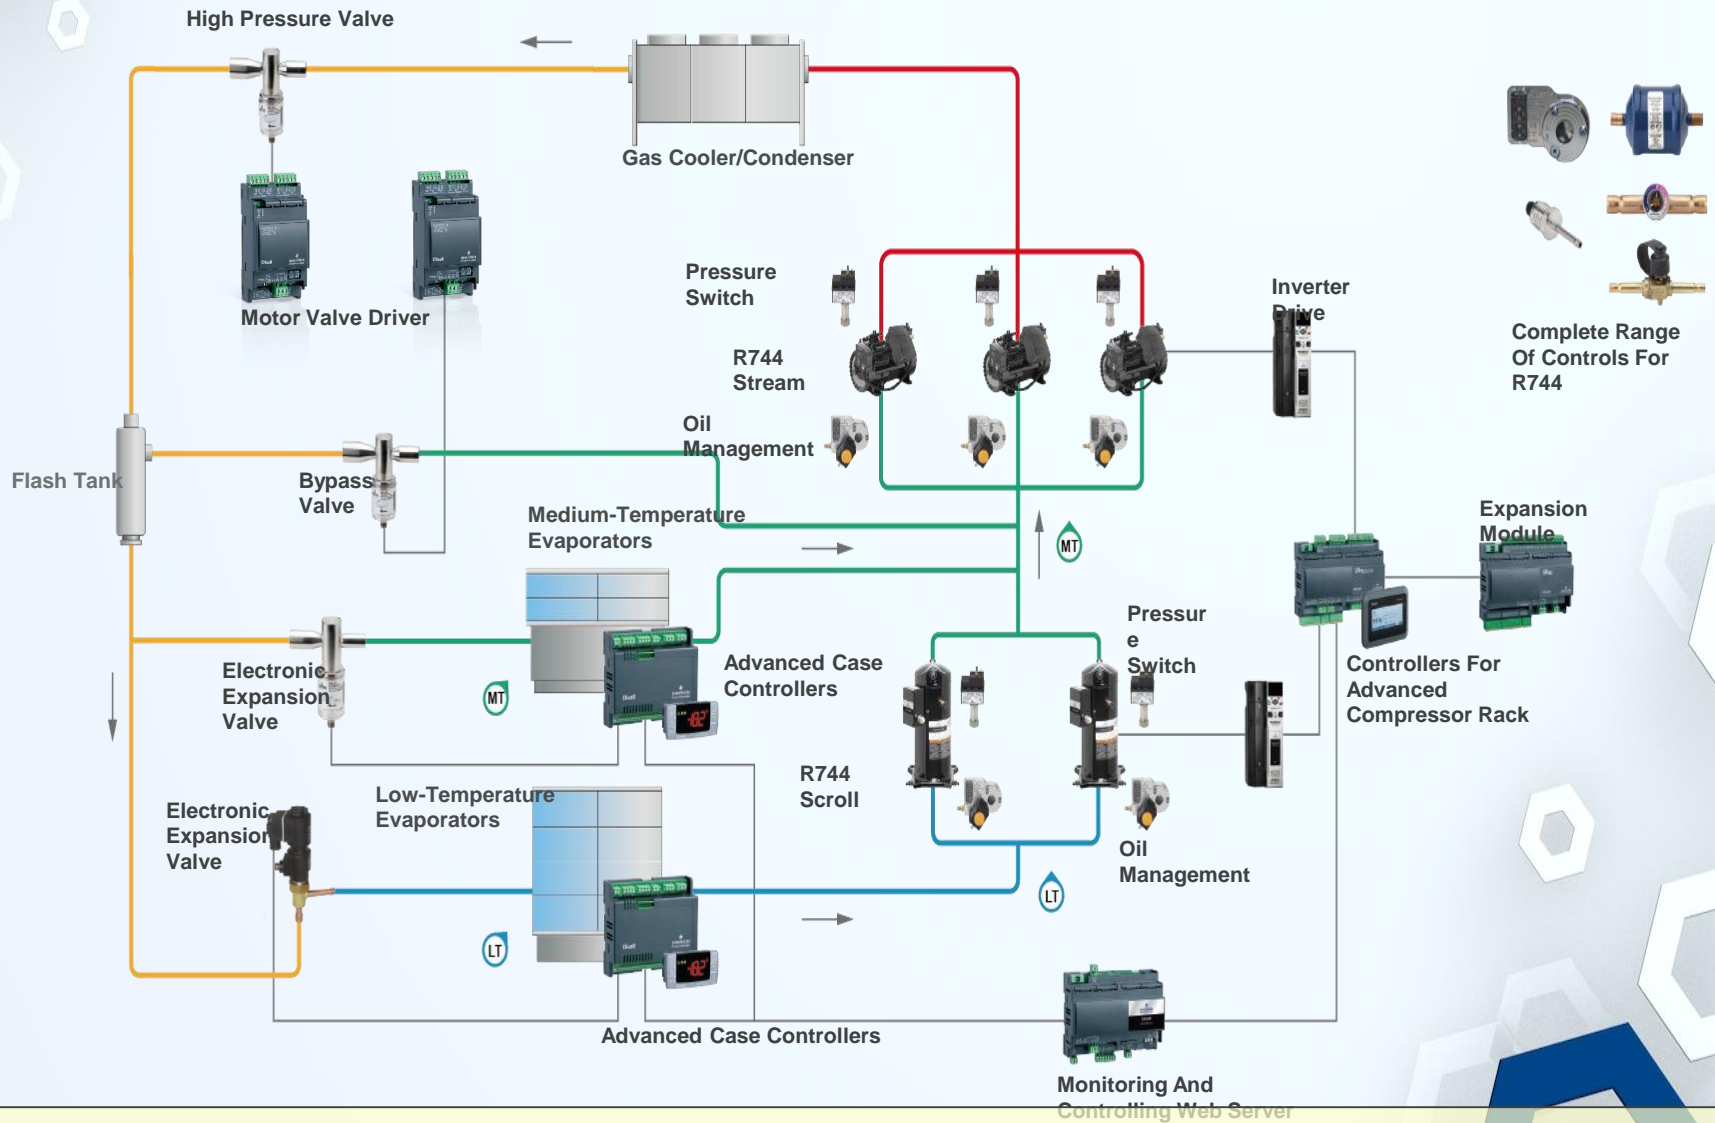 High Pressure Valve
Gas Cooler/Condenser
Motor Valve Driver
Pressure
Switch
Inverter
Drive
Complete Range
Of Controls For
R744
R744
Stream
Oil
Management
Flash Tank
Bypass
Valve
Medium-Temperature
Evaporators
MT
Expansion
Module
Pressur
e
Switch
Electronic
Expansion
Valve
MT
Advanced Case
Controllers
Controllers For
Advanced
Compressor Rack
R744
Scroll
Low-Temperature
Evaporators
Electronic
Expansion
Valve
Oil
Management
LT
LT
Advanced Case Controllers
Monitoring And
Controlling Web Server